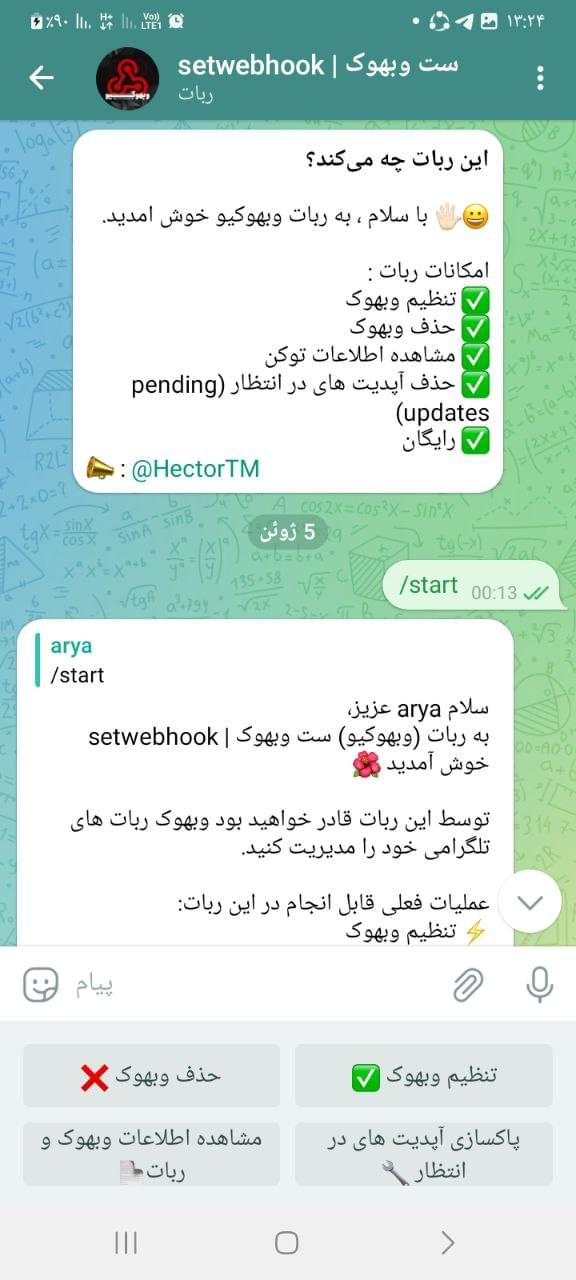 ٪۹۰ H+ Vo)) LTE1 ۱۳:۲۴
ست وبهوک | setwebhook
ربات
وبهوکیو
این ربات چه می‌کند؟
😀🖐🏻 با سلام ، به ربات وبهوکیو خوش امدید.
امکانات ربات :
✅ تنظیم وبهوک
✅ حذف وبهوک
✅ مشاهده اطلاعات توکن
✅ حذف آپدیت های در انتظار (pending
updates)
✅ رایگان
📣 : @HectorTM
5 ژوئن
/start 00:13
arya
/start
سلام arya عزیز،
به ربات (وبهوکیو) ست وبهوک | setwebhook
خوش آمدید 🌺
توسط این ربات قادر خواهید بود وبهوک ربات های
تلگرامی خود را مدیریت کنید.
عملیات فعلی قابل انجام در این ربات:
⚡ تنظیم وبهوک
پیام
تنظیم وبهوک ✅
حذف وبهوک ❌
پاکسازی آپدیت های در
انتظار 🔧
مشاهده اطلاعات وبهوک و
ربات 📄